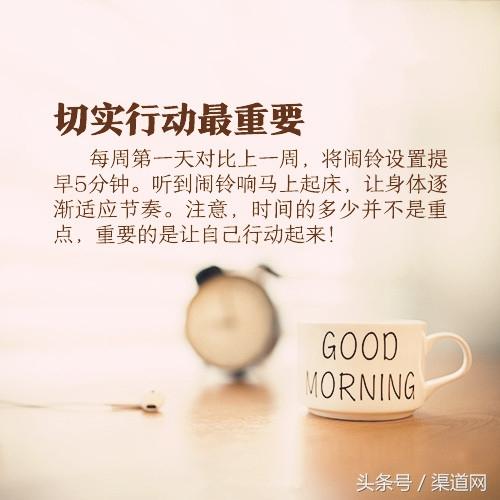 切实行动最重要
每周第一天对比上一周，将闹铃设置提
早5分钟。听到闹铃响马上起床，让身体逐
渐适应节奏。注意，时间的多少并不是重
点，重要的是让自己行动起来！
GOOD
MORNING
头条号／渠道网